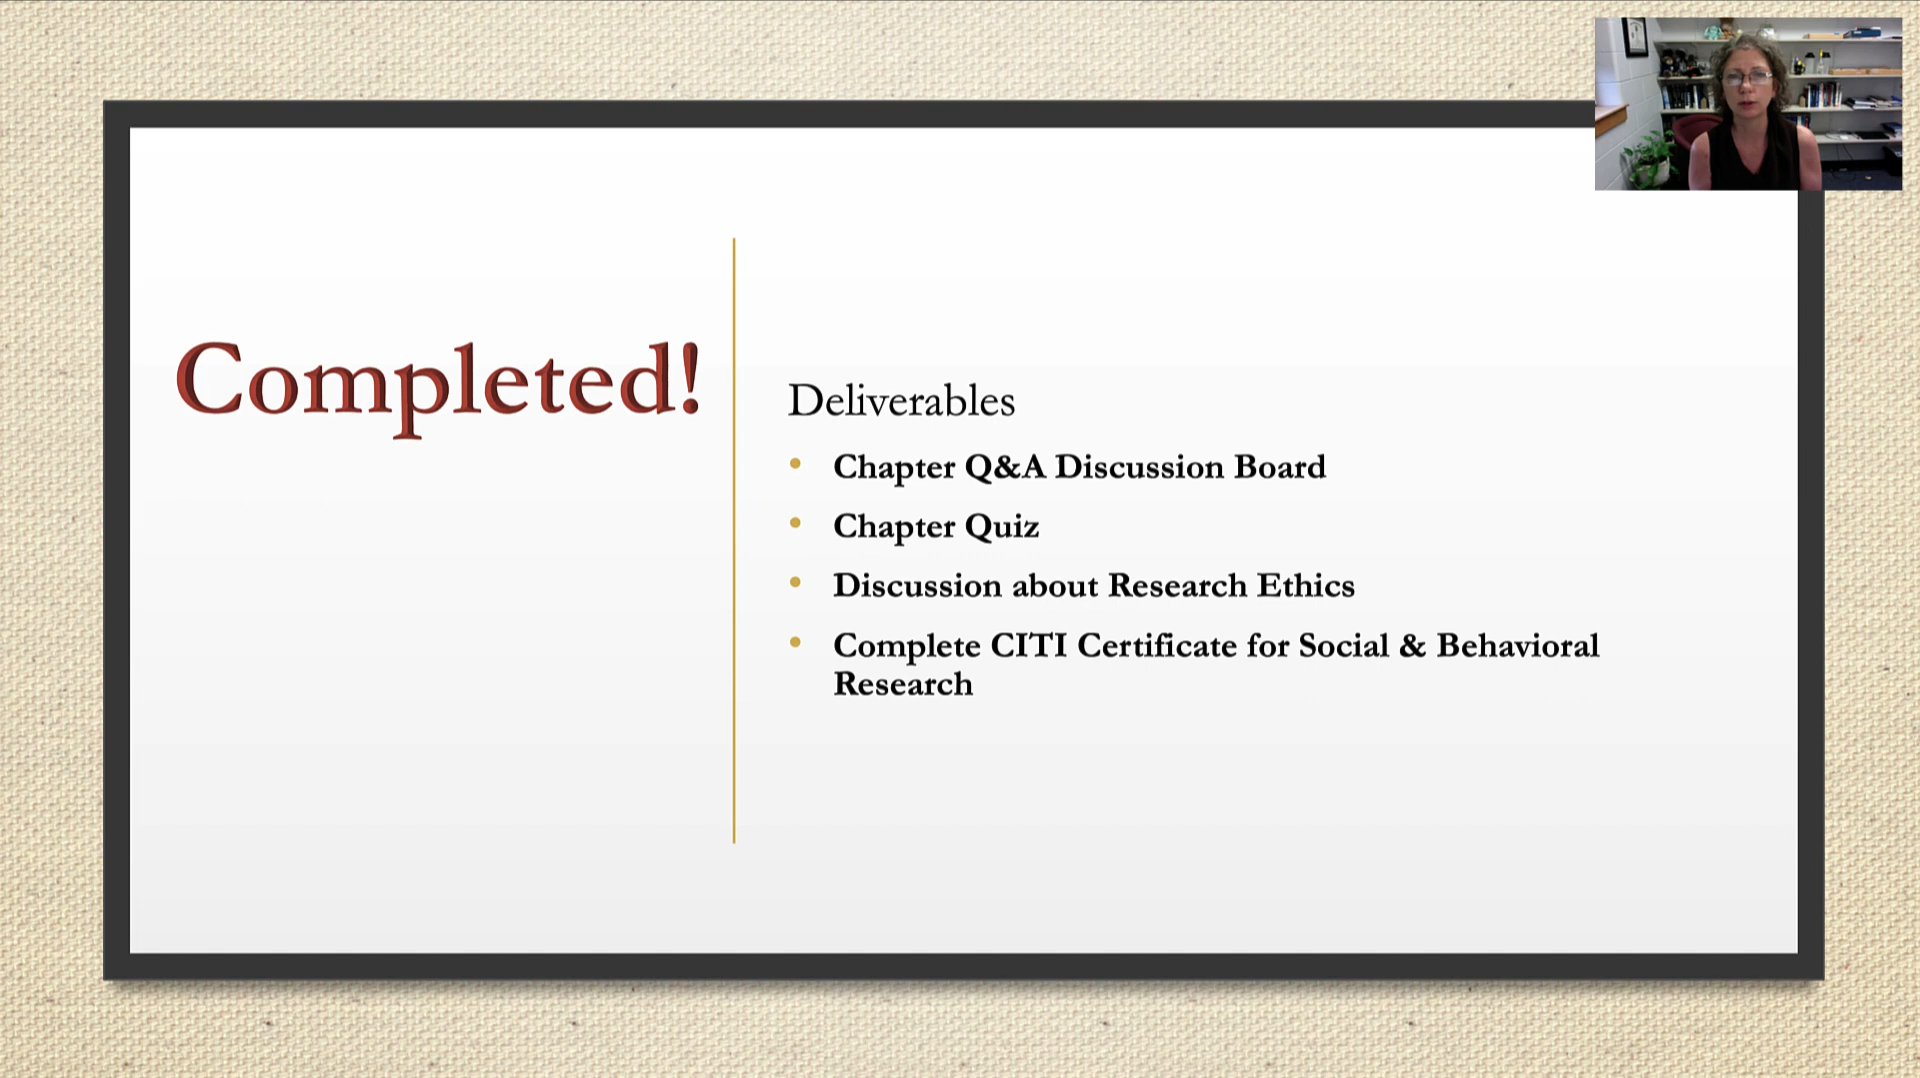 Completed!
Deliverables
• Chapter Q&A Discussion Board
• Chapter Quiz
• Discussion about Research Ethics
• Complete CITI Certificate for Social & Behavioral
Research